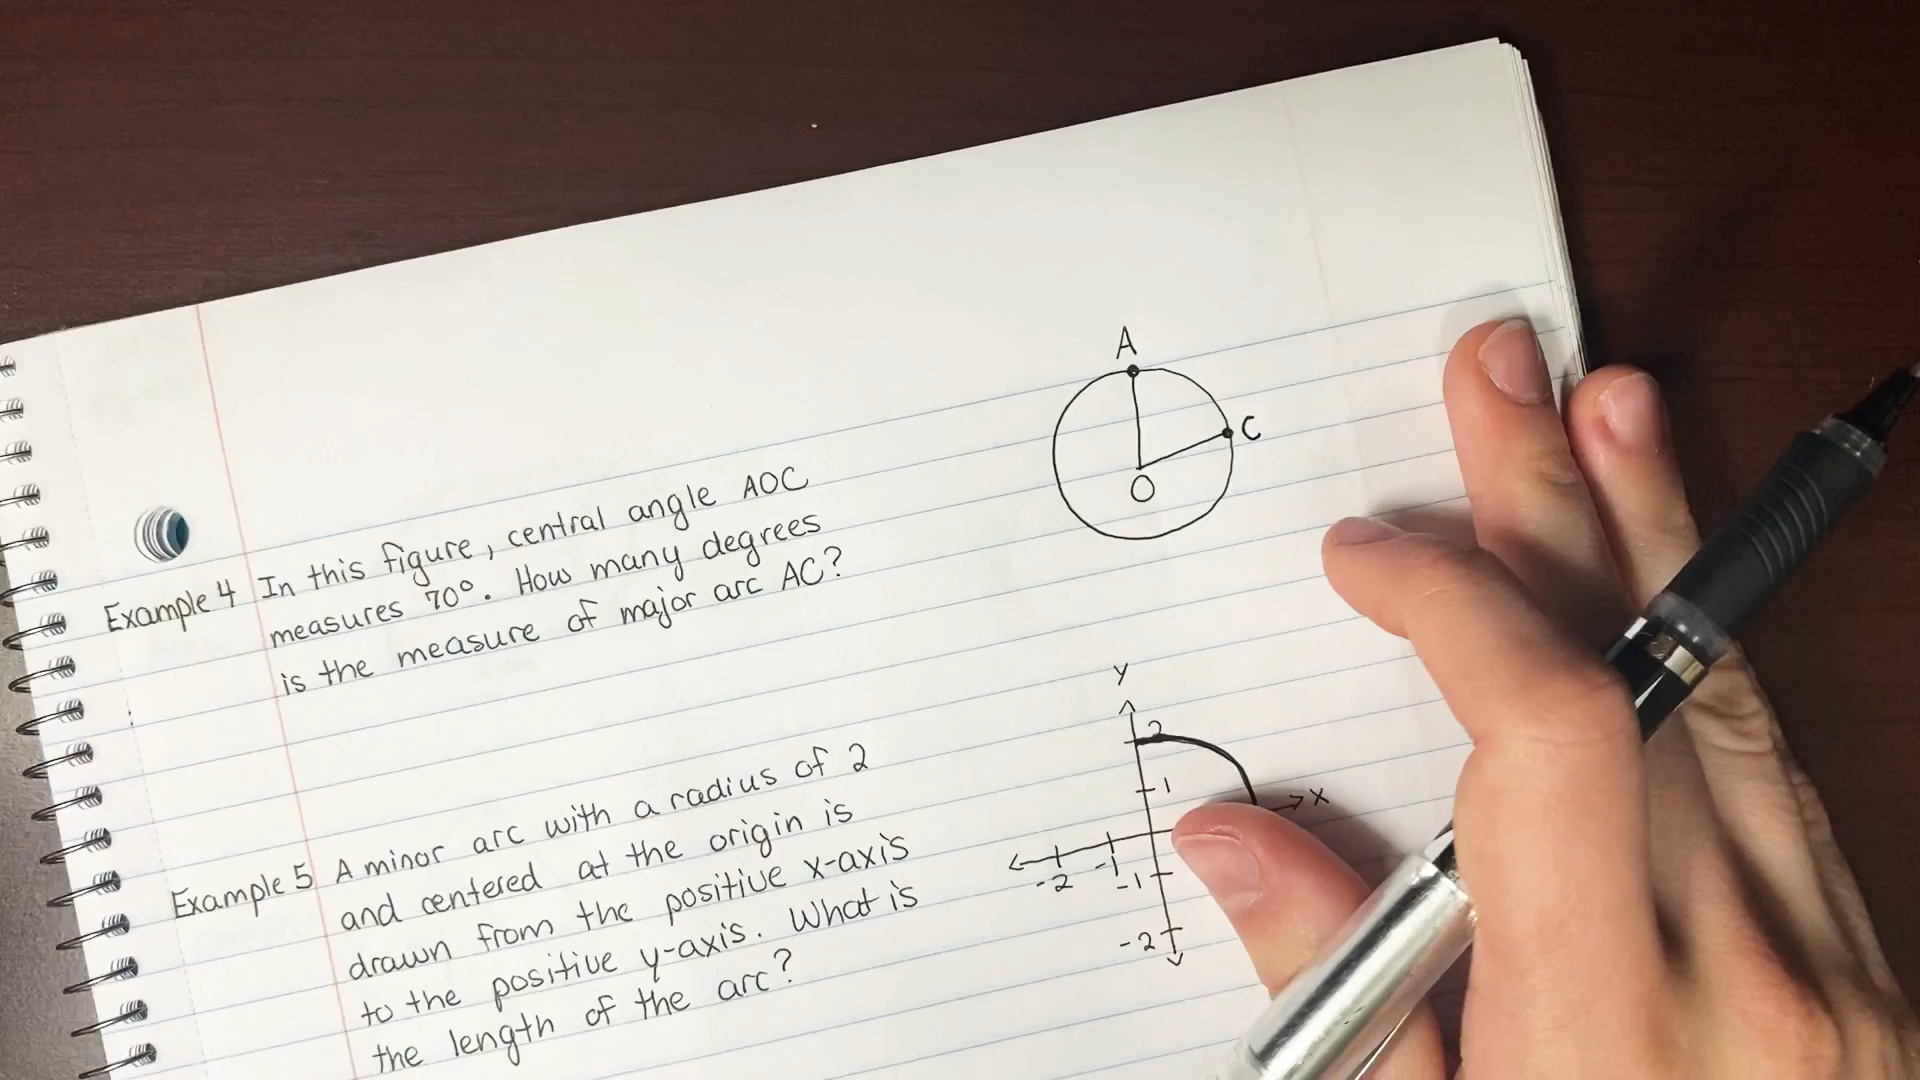 Example 4 In this figure, central angle AOC
measures 70°. How many degrees
is the measure of major arc AC?
A
C
O
Example 5 A minor arc with a radius of 2
and centered at the origin is
drawn from the positive x-axis
to the positive y-axis. What is
the length of the arc?
y
2
1
x
-2 -1
-1
-2